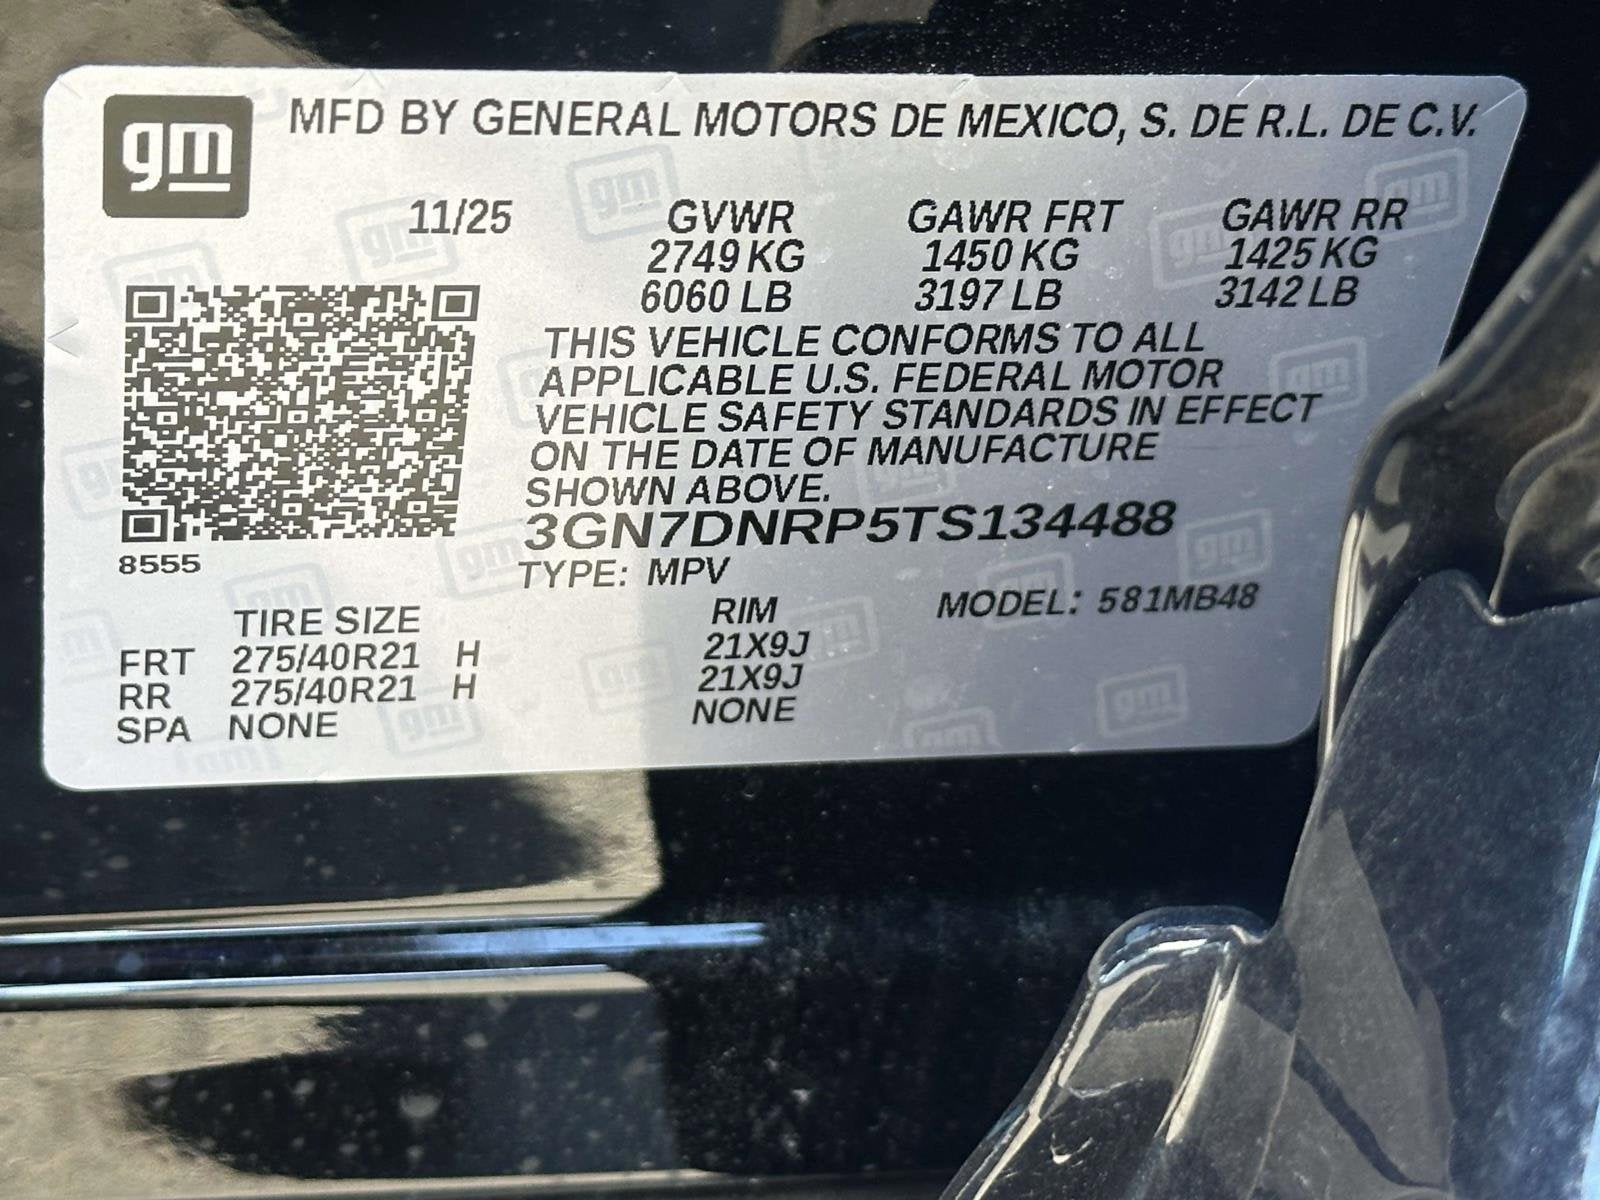 gm MFD BY GENERAL MOTORS DE MEXICO, S. DE R.L. DE C.V.
11/25 GVWR GAWR FRT GAWR RR
2749 KG 1450 KG 1425 KG
6060 LB 3197 LB 3142 LB
THIS VEHICLE CONFORMS TO ALL
APPLICABLE U.S. FEDERAL MOTOR
VEHICLE SAFETY STANDARDS IN EFFECT
ON THE DATE OF MANUFACTURE
SHOWN ABOVE.
3GN7DNRP5TS134488
8555
TYPE: MPV
MODEL: 581MB48
TIRE SIZE RIM
FRT 275/40R21 H 21X9J
RR 275/40R21 H 21X9J
SPA NONE NONE